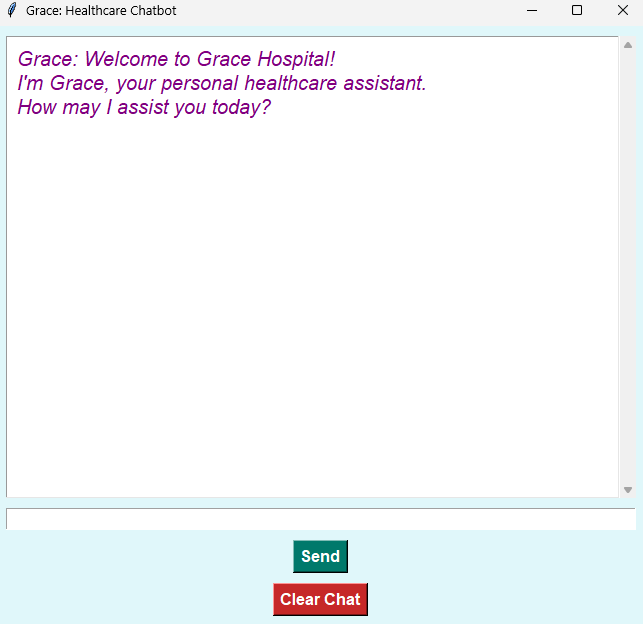 Grace: Healthcare Chatbot
Grace: Welcome to Grace Hospital!
I'm Grace, your personal healthcare assistant.
How may I assist you today?
Send
Clear Chat